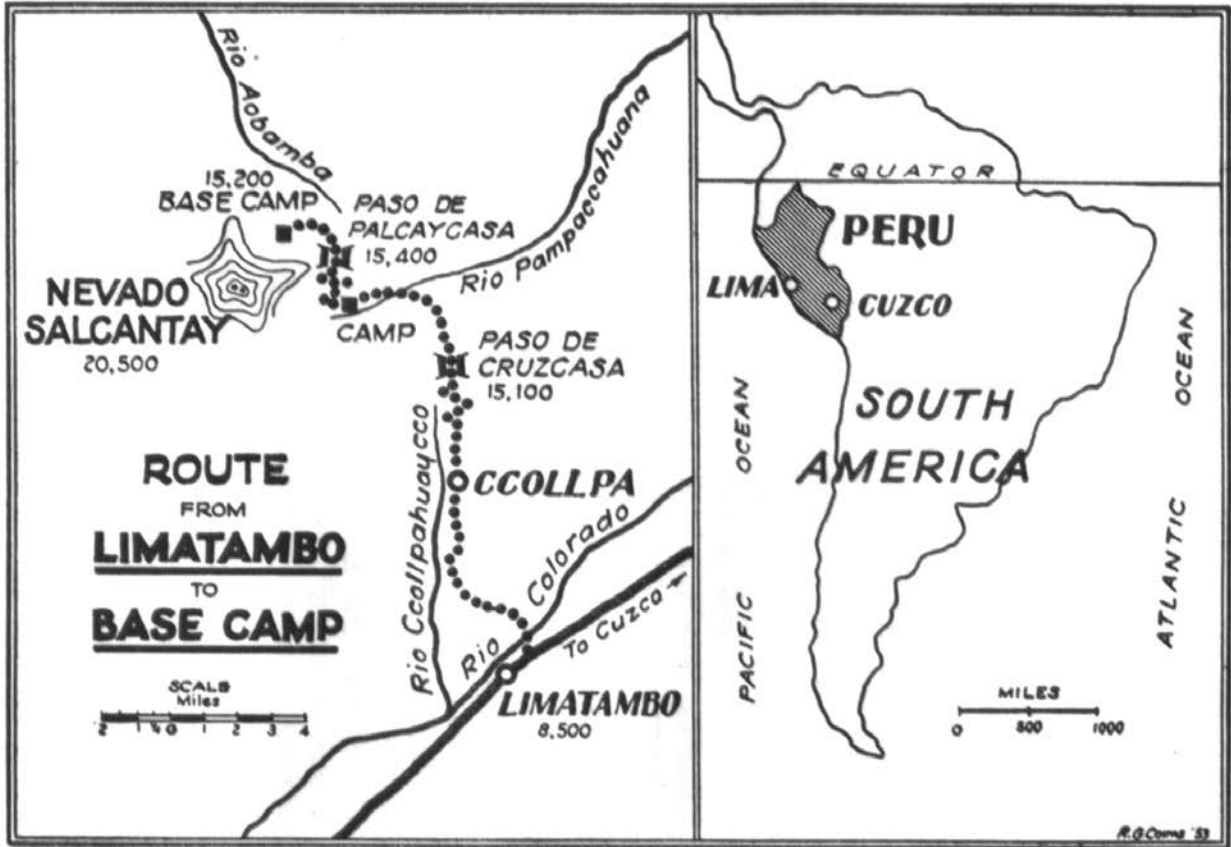 Rio Aobamba
15,200
BASE CAMP
PASO DE
PALCAYCASA
15,400
Rio Pampaccahuana
NEVADO
SALCANTAY
20,500
CAMP
PASO DE
CRUZCASA
15,100
ROUTE
FROM
LIMATAMBO
TO
BASE CAMP
SCALE
Miles
2 1 ½ 0 1 2 3 4
Rio Ccollpahuaycco
CCOLLPA
Rio Colorado
To Cuzco
LIMATAMBO
8,500
EQUATOR
PERU
LIMA
CUZCO
SOUTH
AMERICA
PACIFIC OCEAN
ATLANTIC OCEAN
MILES
0 500 1000
'53